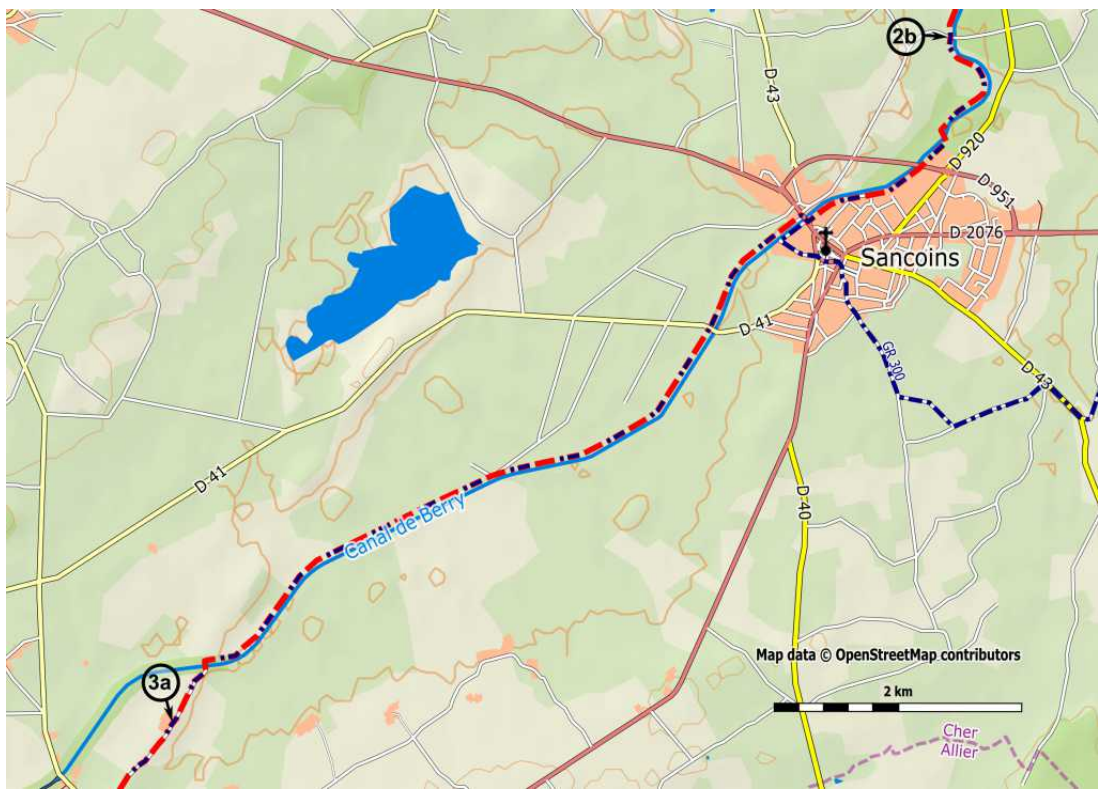 2b
D 43
D 920
D 951
D 2076
Sancoins
D 41
GR 300
D 43
D 41
D 40
Canal de Berry
3a
Map data © OpenStreetMap contributors
2 km
Cher
Allier